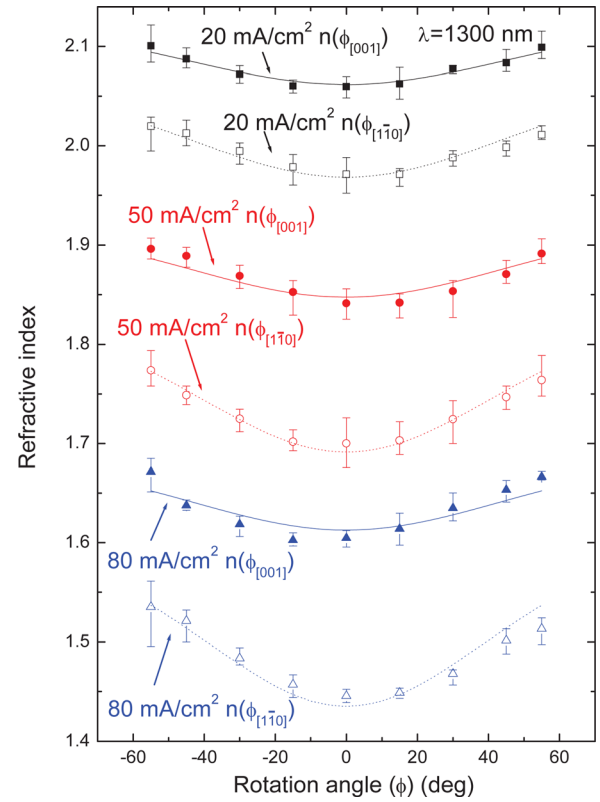 2.1
2.0
1.9
1.8
1.7
1.6
1.5
1.4
Refractive index
20 mA/cm² n(ϕ[001])
λ=1300 nm
20 mA/cm² n(ϕ[11̄0])
50 mA/cm² n(ϕ[001])
50 mA/cm² n(ϕ[11̄0])
80 mA/cm² n(ϕ[001])
80 mA/cm² n(ϕ[11̄0])
-60 -40 -20 0 20 40 60
Rotation angle (ϕ) (deg)